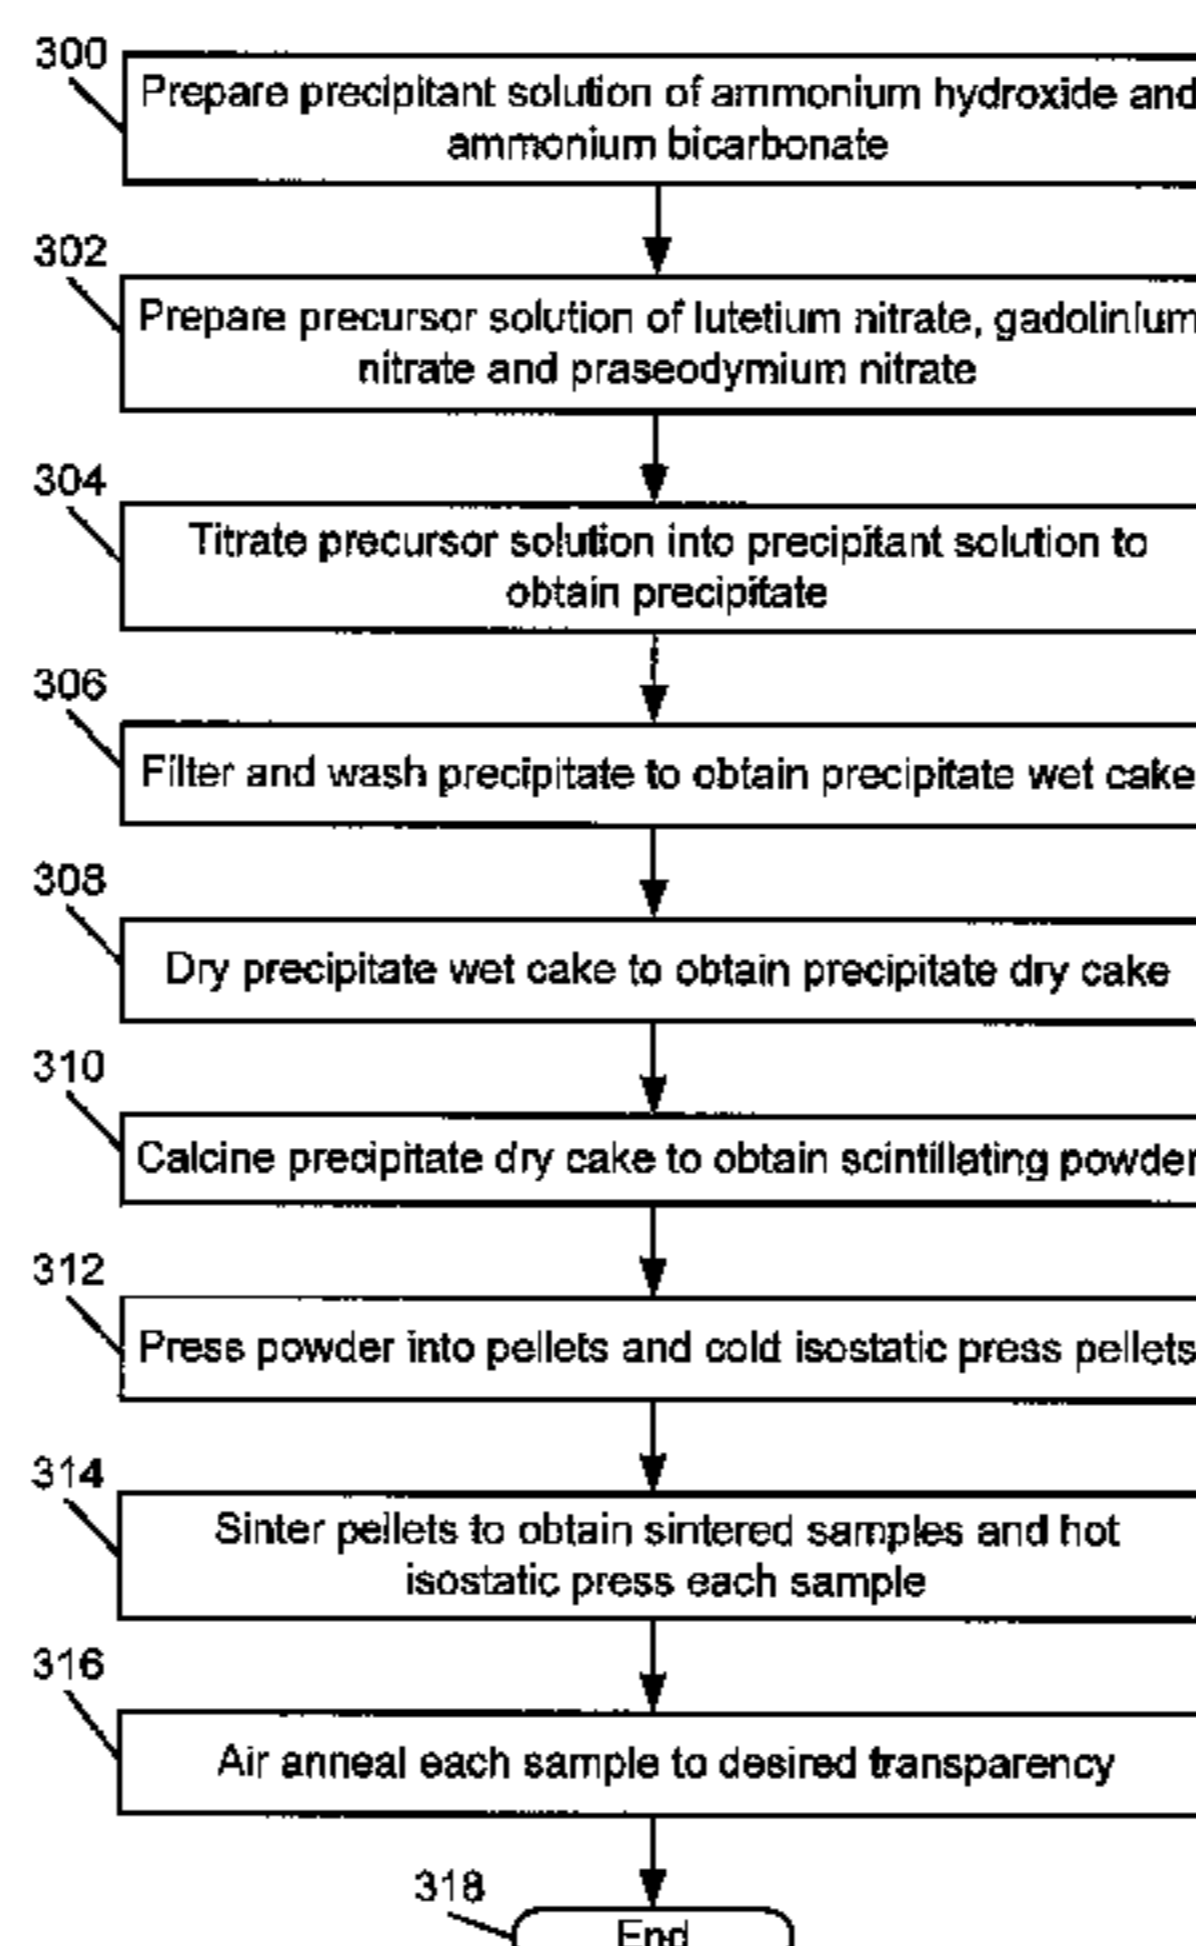 300
Prepare precipitant solution of ammonium hydroxide and
ammonium bicarbonate
302
Prepare precursor solution of lutetium nitrate, gadolinium
nitrate and praseodymium nitrate
304
Titrate precursor solution into precipitant solution to
obtain precipitate
306
Filter and wash precipitate to obtain precipitate wet cake
308
Dry precipitate wet cake to obtain precipitate dry cake
310
Calcine precipitate dry cake to obtain scintillating powder
312
Press powder into pellets and cold isostatic press pellets
314
Sinter pellets to obtain sintered samples and hot
isostatic press each sample
316
Air anneal each sample to desired transparency
318
End